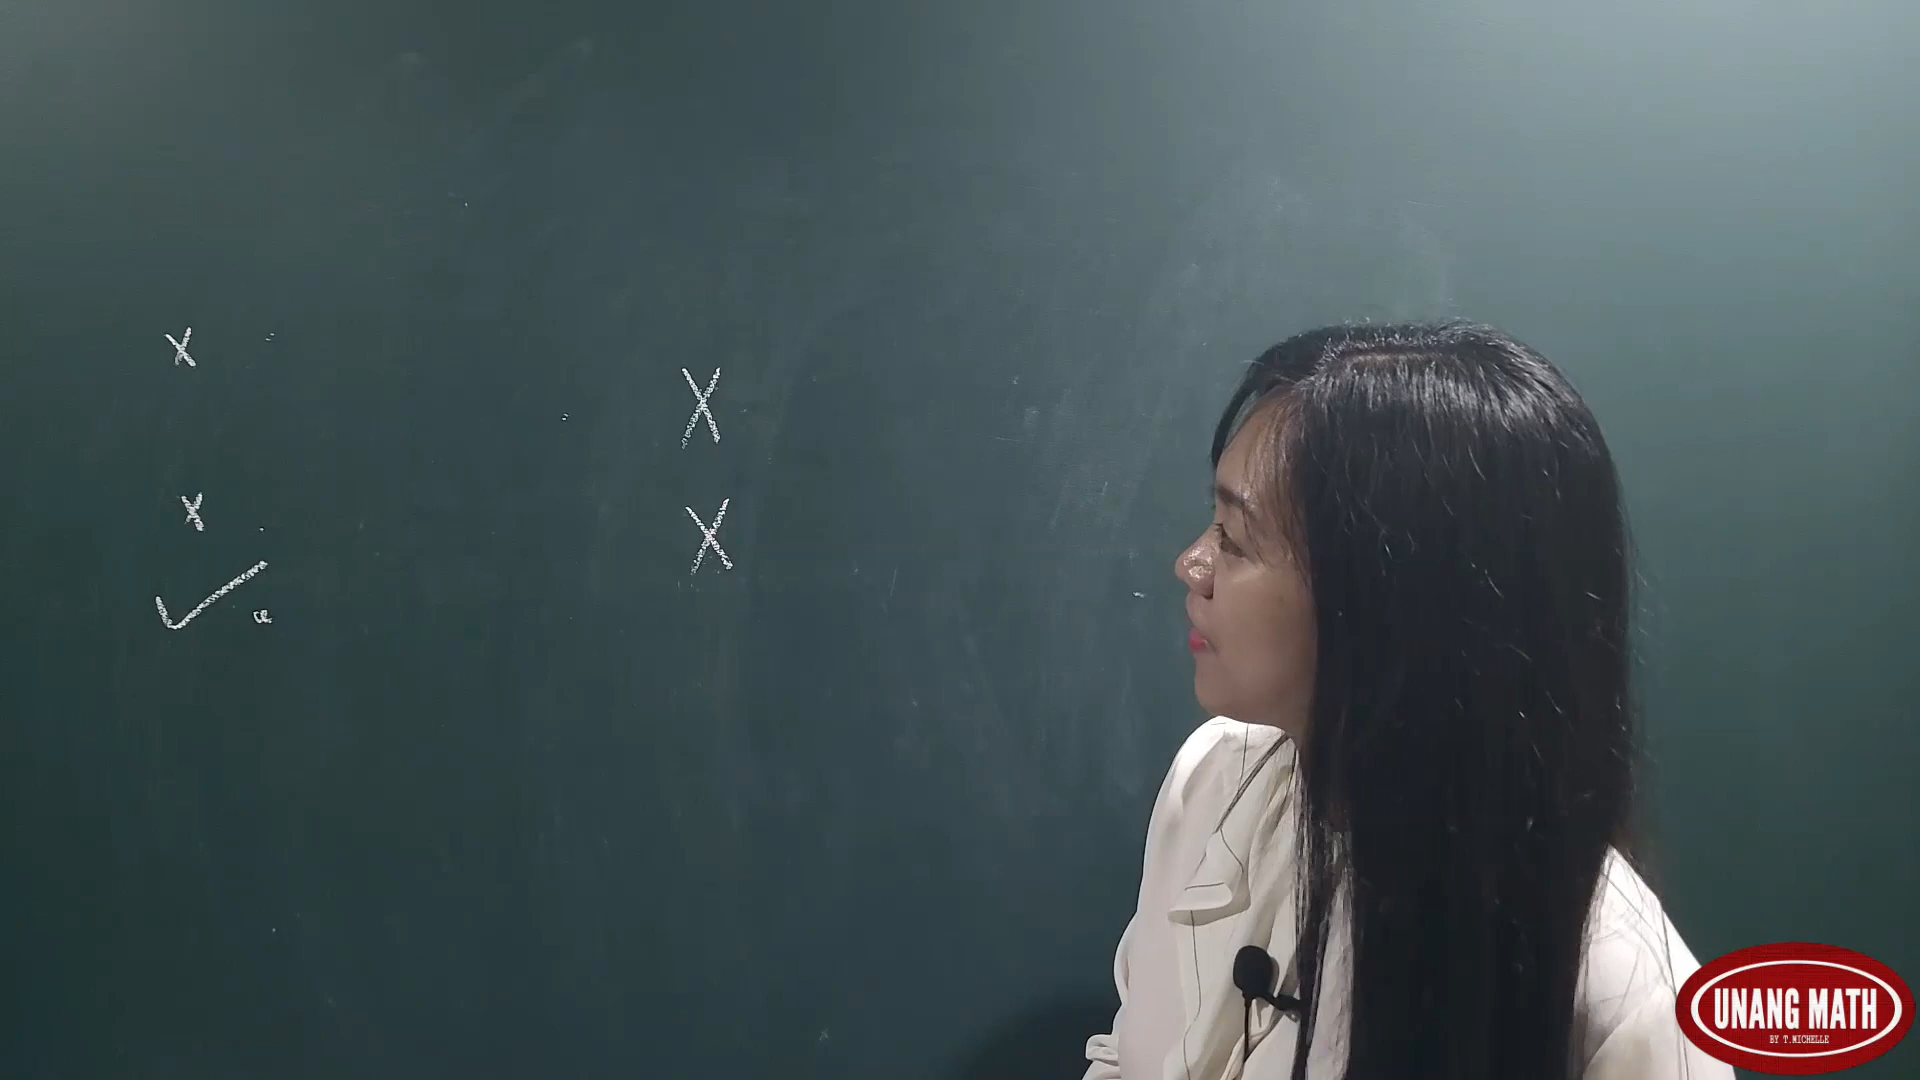 x
X
x
X
✓
UNANG MATH
BY T.MICHELLE